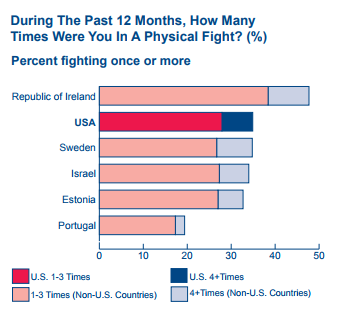 During The Past 12 Months, How Many
Times Were You In A Physical Fight? (%)
Percent fighting once or more
Republic of Ireland
USA
Sweden
Israel
Estonia
Portugal
0 10 20 30 40 50
U.S. 1-3 Times U.S. 4+Times
1-3 Times (Non-U.S. Countries) 4+Times (Non-U.S. Countries)